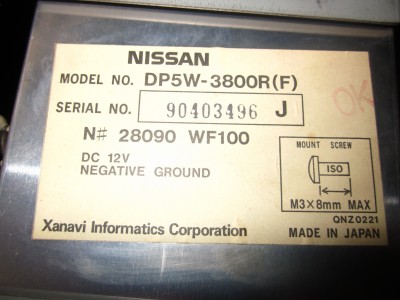 NISSAN
MODEL NO. DP5W-3800R(F)
SERIAL NO. 90403496 J
N# 28090 WF100
DC 12V
NEGATIVE GROUND
MOUNT SCREW
ISO
M3×8mm MAX
QNZ0221
Xanavi Informatics Corporation
MADE IN JAPAN
OK